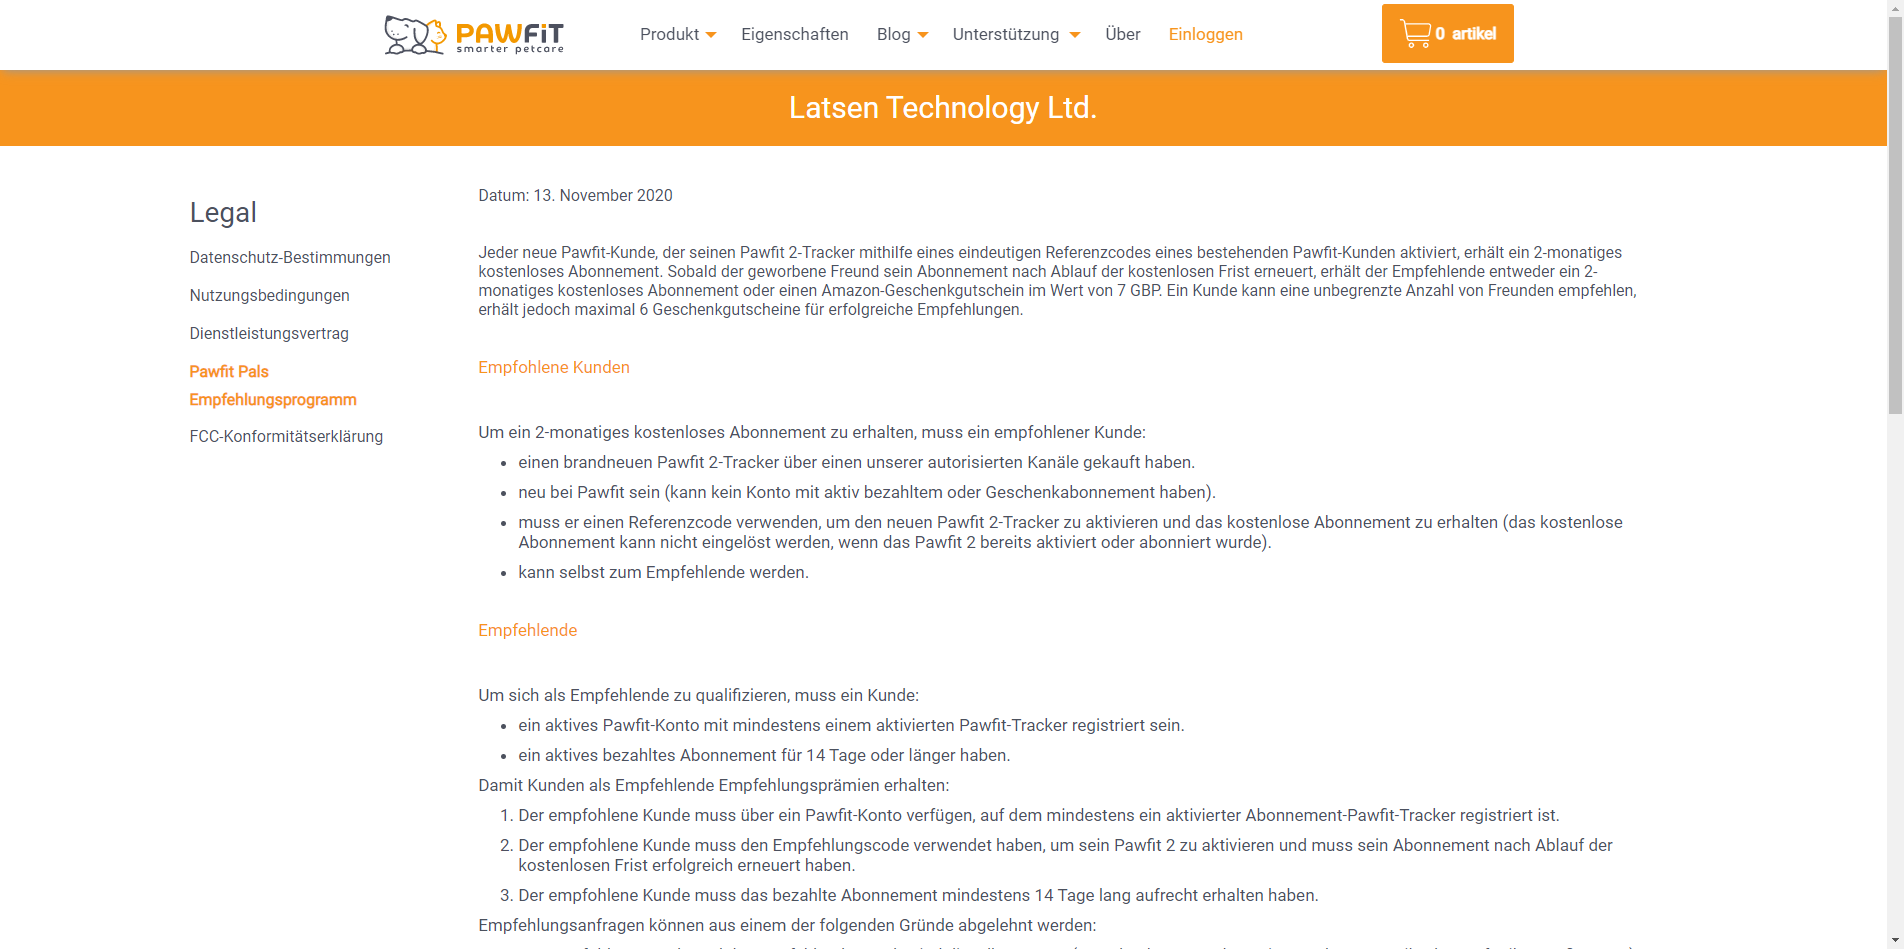 PAWFiT
smarter petcare
Produkt
Eigenschaften
Blog
Unterstützung
Über
Einloggen
0 artikel
Latsen Technology Ltd.
Legal
Datenschutz-Bestimmungen
Nutzungsbedingungen
Dienstleistungsvertrag
Pawfit Pals
Empfehlungsprogramm
FCC-Konformitätserklärung
Datum: 13. November 2020
Jeder neue Pawfit-Kunde, der seinen Pawfit 2-Tracker mithilfe eines eindeutigen Referenzcodes eines bestehenden Pawfit-Kunden aktiviert, erhält ein 2-monatiges
kostenloses Abonnement. Sobald der geworbene Freund sein Abonnement nach Ablauf der kostenlosen Frist erneuert, erhält der Empfehlende entweder ein 2-
monatiges kostenloses Abonnement oder einen Amazon-Geschenkgutschein im Wert von 7 GBP. Ein Kunde kann eine unbegrenzte Anzahl von Freunden empfehlen,
erhält jedoch maximal 6 Geschenkgutscheine für erfolgreiche Empfehlungen.
Empfohlene Kunden
Um ein 2-monatiges kostenloses Abonnement zu erhalten, muss ein empfohlener Kunde:
• einen brandneuen Pawfit 2-Tracker über einen unserer autorisierten Kanäle gekauft haben.
• neu bei Pawfit sein (kann kein Konto mit aktiv bezahltem oder Geschenkabonnement haben).
• muss er einen Referenzcode verwenden, um den neuen Pawfit 2-Tracker zu aktivieren und das kostenlose Abonnement zu erhalten (das kostenlose
Abonnement kann nicht eingelöst werden, wenn das Pawfit 2 bereits aktiviert oder abonniert wurde).
• kann selbst zum Empfehlende werden.
Empfehlende
Um sich als Empfehlende zu qualifizieren, muss ein Kunde:
• ein aktives Pawfit-Konto mit mindestens einem aktivierten Pawfit-Tracker registriert sein.
• ein aktives bezahltes Abonnement für 14 Tage oder länger haben.
Damit Kunden als Empfehlende Empfehlungsprämien erhalten:
1. Der empfohlene Kunde muss über ein Pawfit-Konto verfügen, auf dem mindestens ein aktivierter Abonnement-Pawfit-Tracker registriert ist.
2. Der empfohlene Kunde muss den Empfehlungscode verwendet haben, um sein Pawfit 2 zu aktivieren und muss sein Abonnement nach Ablauf der
kostenlosen Frist erfolgreich erneuert haben.
3. Der empfohlene Kunde muss das bezahlte Abonnement mindestens 14 Tage lang aufrecht erhalten haben.
Empfehlungsanfragen können aus einem der folgenden Gründe abgelehnt werden: